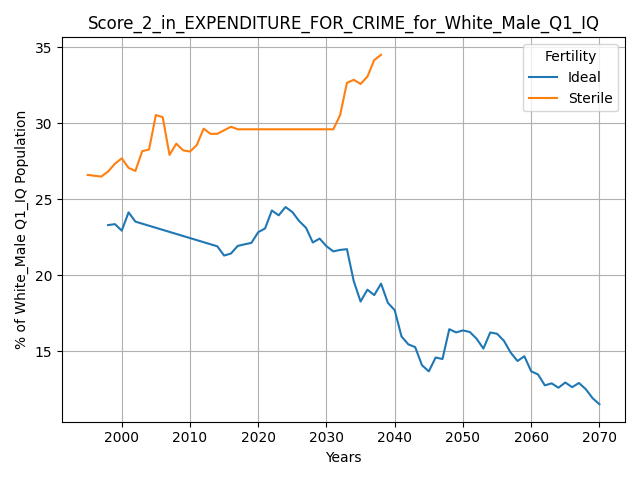 Score_2_in_EXPENDITURE_FOR_CRIME_for_White_Male_Q1_IQ
35
30
25
20
15
% of White_Male Q1_IQ Population
Fertility
Ideal
Sterile
2000 2010 2020 2030 2040 2050 2060 2070
Years